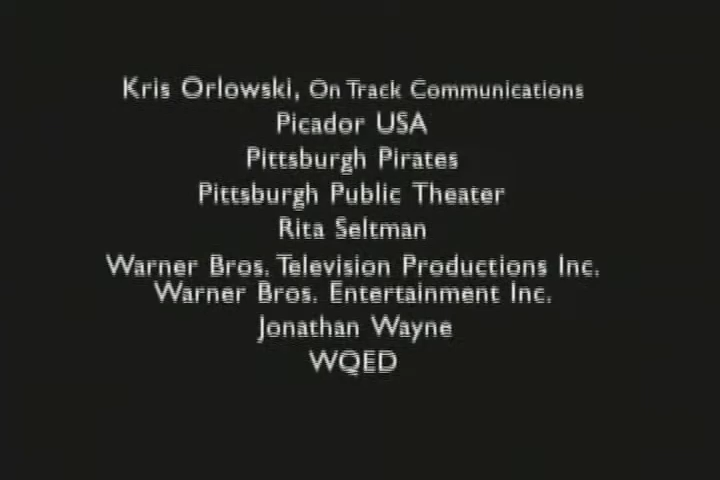 Kris Orlowski, On Track Communications
Picador USA
Pittsburgh Pirates
Pittsburgh Public Theater
Rita Seltman
Warner Bros. Television Productions Inc.
Warner Bros. Entertainment Inc.
Jonathan Wayne
WQED